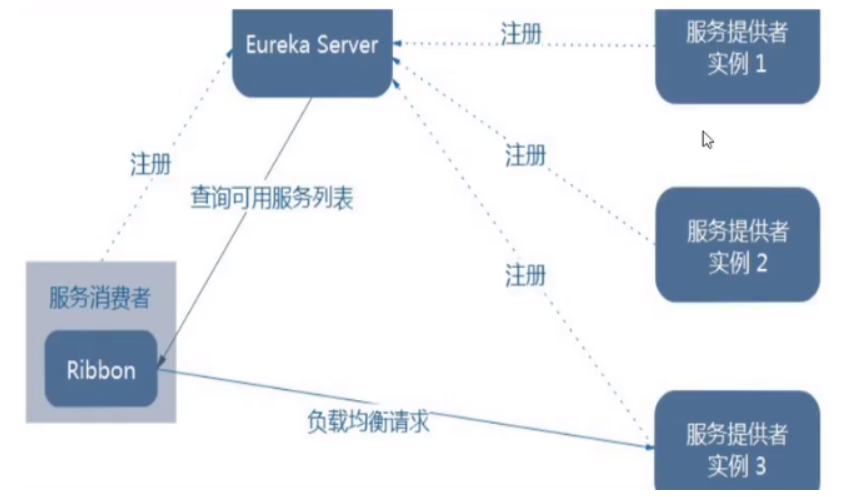 Eureka Server
注册
服务提供者
实例 1
注册
注册
查询可用服务列表
服务提供者
实例 2
注册
服务消费者
Ribbon
负载均衡请求
服务提供者
实例 3